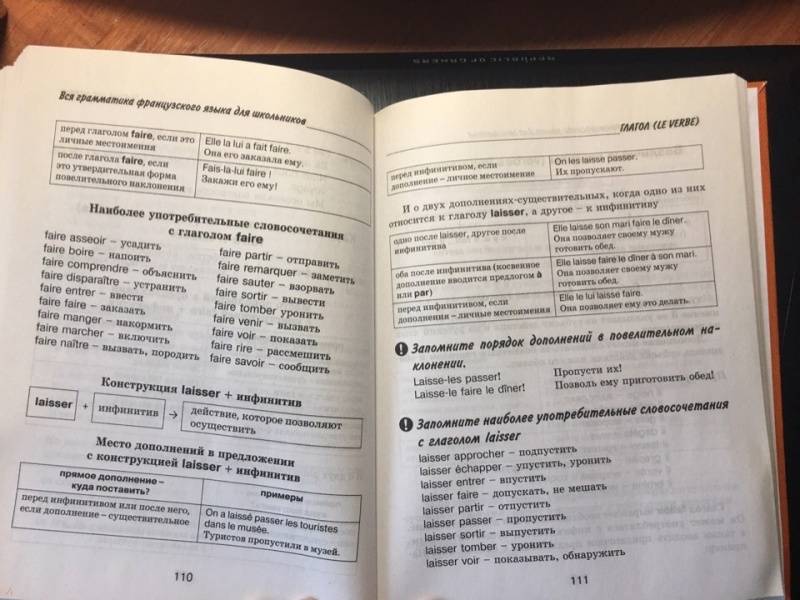 REPUBLIC OF GAMERS
Вся грамматика французского языка для школьников
перед глаголом faire, если это личные местоимения
Elle la lui a fait faire.
Она его заказала ему.
после глагола faire, если это утвердительная форма повелительного наклонения
Fais-la-lui faire !
Закажи его ему!
Наиболее употребительные словосочетания
с глаголом faire
faire asseoir – усадить
faire boire – напоить
faire comprendre – объяснить
faire disparaître – устранить
faire entrer – ввести
faire faire – заказать
faire manger – накормить
faire marcher – включить
faire naître – вызвать, породить
faire partir – отправить
faire remarquer – заметить
faire sauter – взорвать
faire sortir – вывести
faire tomber уронить
faire venir – вызвать
faire voir – показать
faire rire – рассмешить
faire savoir – сообщить
Конструкция laisser + инфинитив
laisser + инфинитив → действие, которое позволяют
осуществить
Место дополнений в предложении
с конструкцией laisser + инфинитив
прямое дополнение –
куда поставить?
примеры
перед инфинитивом или после него,
если дополнение – существительное
On a laissé passer les touristes
dans le musée.
Туристов пропустили в музей.
110
ГЛАГОЛ (LE VERBE)
перед инфинитивом, если
дополнение – личное местоимение
On les laisse passer.
Их пропускают.
И о двух дополнениях-существительных, когда одно из них
относится к глаголу laisser, а другое – к инфинитиву
одно после laisser, другое после
инфинитива
Elle laisse son mari faire le dîner.
Она позволяет своему мужу
готовить обед.
оба после инфинитива (косвенное
дополнение вводится предлогом à
или par)
Elle laisse faire le dîner à son mari.
Она позволяет своему мужу
готовить обед.
перед инфинитивом, если
дополнения – личные местоимения
Elle le lui laisse faire.
Она позволяет ему это делать.
! Запомните порядок дополнений в повелительном на-
клонении.
Laisse-les passer! Пропусти их!
Laisse-le faire le dîner! Позволь ему приготовить обед!
! Запомните наиболее употребительные словосочетания
с глаголом laisser
laisser approcher – подпустить
laisser échapper – упустить, уронить
laisser entrer – впустить
laisser faire – допускать, не мешать
laisser partir – отпустить
laisser passer – пропустить
laisser sortir – выпустить
laisser tomber – уронить
laisser voir – показывать, обнаружить
111